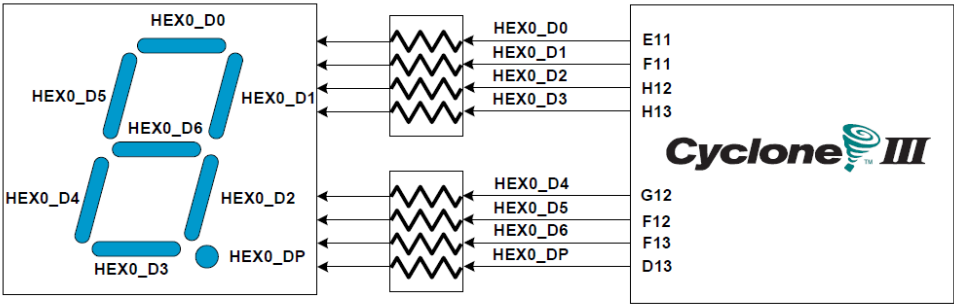 HEX0_D0
HEX0_D5
HEX0_D1
HEX0_D6
HEX0_D4
HEX0_D2
HEX0_D3
HEX0_DP
HEX0_D0
HEX0_D1
HEX0_D2
HEX0_D3
HEX0_D4
HEX0_D5
HEX0_D6
HEX0_DP
E11
F11
H12
H13
Cyclone III
TM
G12
F12
F13
D13